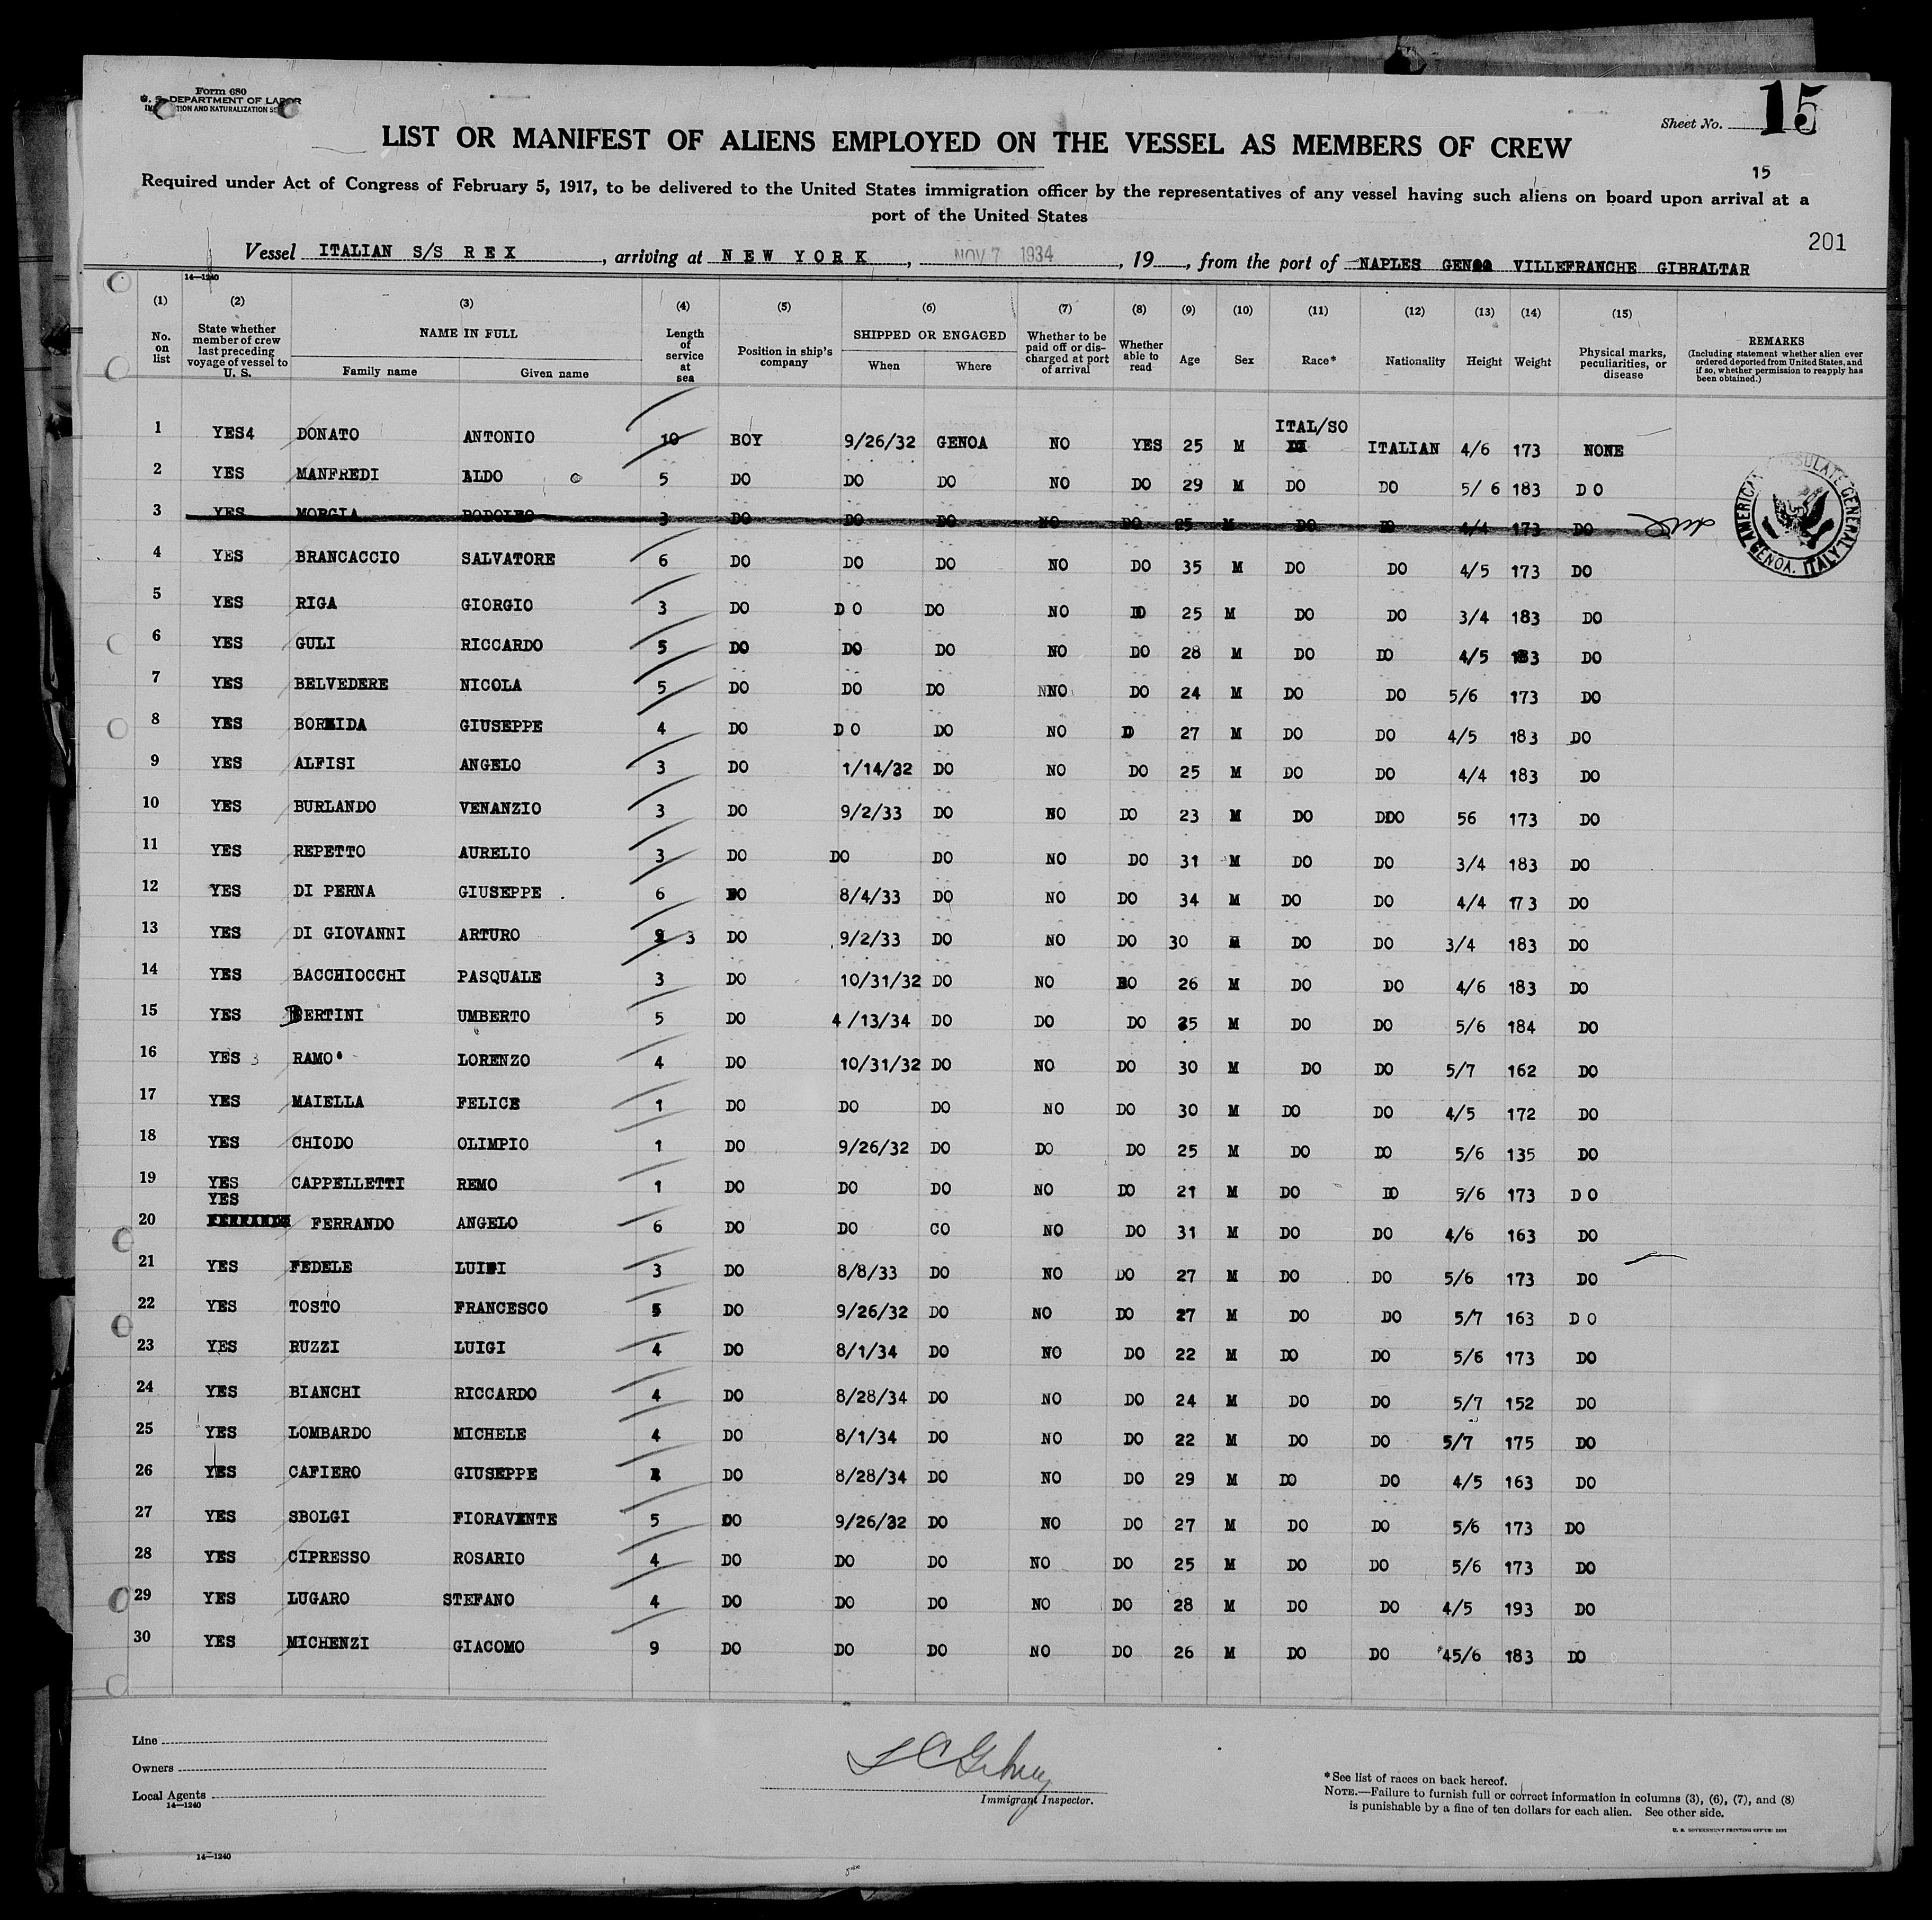 Form 680
U. S. DEPARTMENT OF LABOR
Sheet No. 15
LIST OR MANIFEST OF ALIENS EMPLOYED ON THE VESSEL AS MEMBERS OF CREW
15
Required under Act of Congress of February 5, 1917, to be delivered to the United States immigration officer by the representatives of any vessel having such aliens on board upon arrival at a
port of the United States
201
Vessel ITALIAN S/S REX, arriving at NEW YORK, NOV 7 1934, 19 , from the port of NAPLES GENOA VILLEFRANCHE GIBRALTAR
14—1240
(1) (2) (3) (4) (5) (6) (7) (8) (9) (10) (11) (12) (13) (14) (15)
No. on list | State whether member of crew last preceding voyage of vessel to U. S. | NAME IN FULL Family name Given name | Length of service at sea | Position in ship's company | SHIPPED OR ENGAGED When Where | Whether to be paid off or discharged at port of arrival | Whether able to read | Age | Sex | Race* | Nationality | Height | Weight | Physical marks, peculiarities, or disease | REMARKS (Including statement whether alien ever ordered deported from United States, and if so, whether permission to reapply has been obtained.)
1 YES4 DONATO ANTONIO 10 BOY 9/26/32 GENOA NO YES 25 M ITAL/SO ITALIAN 4/6 173 NONE
2 YES MANFREDI ALDO 5 DO DO DO NO DO 29 M DO DO 5/ 6 183 D O
3 YES MORGIA RODOLFO 3 DO DO DO NO DO 25 M DO DO 4/4 173 DO
4 YES BRANCACCIO SALVATORE 6 DO DO DO NO DO 35 M DO DO 4/5 173 DO
5 YES RIGA GIORGIO 3 DO D O DO NO DO 25 M DO DO 3/4 183 DO
6 YES GULI RICCARDO 5 DO DO DO NO DO 28 M DO DO 4/5 183 DO
7 YES BELVEDERE NICOLA 5 DO DO DO NNO DO 24 M DO DO 5/6 173 DO
8 YES BORMIDA GIUSEPPE 4 DO D O DO NO D 27 M DO DO 4/5 183 DO
9 YES ALFISI ANGELO 3 DO 1/14/32 DO NO DO 25 M DO DO 4/4 183 DO
10 YES BURLANDO VENANZIO 3 DO 9/2/33 DO NO DO 23 M DO DDO 56 173 DO
11 YES REPETTO AURELIO 3 DO DO DO NO DO 31 M DO DO 3/4 183 DO
12 YES DI PERNA GIUSEPPE 6 DO 8/4/33 DO NO DO 34 M DO DO 4/4 173 DO
13 YES DI GIOVANNI ARTURO 3 DO 9/2/33 DO NO DO 30 M DO DO 3/4 183 DO
14 YES BACCHIOCCHI PASQUALE 3 DO 10/31/32 DO NO DO 26 M DO DO 4/6 183 DO
15 YES BERTINI UMBERTO 5 DO 4 /13/34 DO DO DO 25 M DO DO 5/6 184 DO
16 YES 3 RAMO LORENZO 4 DO 10/31/32 DO NO DO 30 M DO DO 5/7 162 DO
17 YES MAIELLA FELICE 1 DO DO DO NO DO 30 M DO DO 4/5 172 DO
18 YES CHIODO OLIMPIO 1 DO 9/26/32 DO DO DO 25 M DO DO 5/6 135 DO
19 YES CAPPELLETTI REMO 1 DO DO DO NO DO 21 M DO DO 5/6 173 D O
YES
20 FERRANDO FERRANDO ANGELO 6 DO DO CO NO DO 31 M DO DO 4/6 163 DO
21 YES FEDELE LUIGI 3 DO 8/8/33 DO NO DO 27 M DO DO 5/6 173 DO
22 YES TOSTO FRANCESCO 5 DO 9/26/32 DO NO DO 27 M DO DO 5/7 163 D O
23 YES RUZZI LUIGI 4 DO 8/1/34 DO NO DO 22 M DO DO 5/6 173 DO
24 YES BIANCHI RICCARDO 4 DO 8/28/34 DO NO DO 24 M DO DO 5/7 152 DO
25 YES LOMBARDO MICHELE 4 DO 8/1/34 DO NO DO 22 M DO DO 5/7 175 DO
26 YES CAFIERO GIUSEPPE DO 8/28/34 DO NO DO 29 M DO DO 4/5 163 DO
27 YES SBOLGI FIORAVENTE 5 DO 9/26/32 DO NO DO 27 M DO DO 5/6 173 DO
28 YES CIPRESSO ROSARIO 4 DO DO DO NO DO 25 M DO DO 5/6 173 DO
29 YES LUGARO STEFANO 4 DO DO DO NO DO 28 M DO DO 4/5 193 DO
30 YES MICHENZI GIACOMO 9 DO DO DO NO DO 26 M DO DO 45/6 183 DO
AMERICAN CONSULATE GENERAL GENOA, ITALY
Line
Owners
Local Agents
14—1240
Immigrant Inspector.
*See list of races on back hereof.
NOTE.—Failure to furnish full or correct information in columns (3), (6), (7), and (8)
is punishable by a fine of ten dollars for each alien. See other side.
14—1240